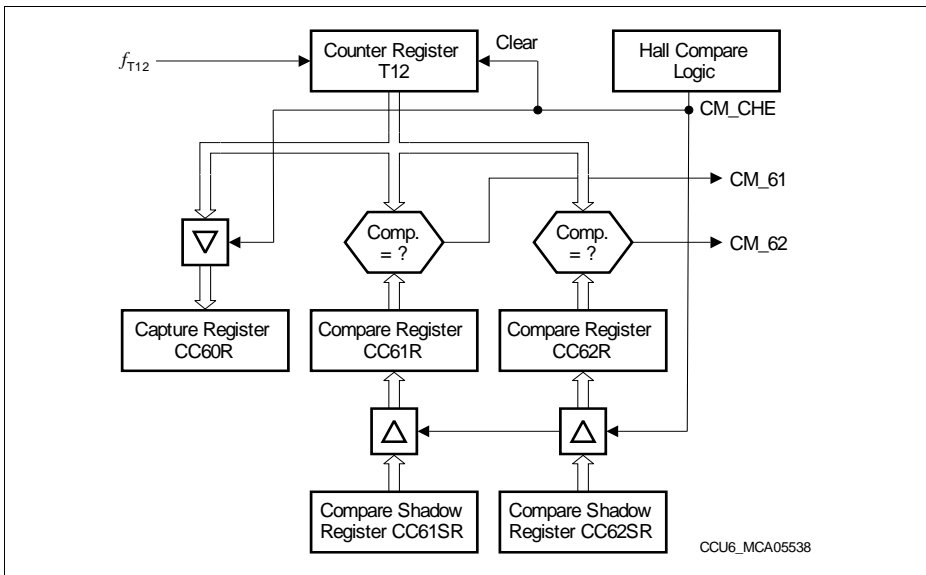 Counter Register
T12
Clear
Hall Compare
Logic
fT12
CM_CHE
CM_61
CM_62
Comp.
= ?
Comp.
= ?
Capture Register
CC60R
Compare Register
CC61R
Compare Register
CC62R
Compare Shadow
Register CC61SR
Compare Shadow
Register CC62SR
CCU6_MCA05538